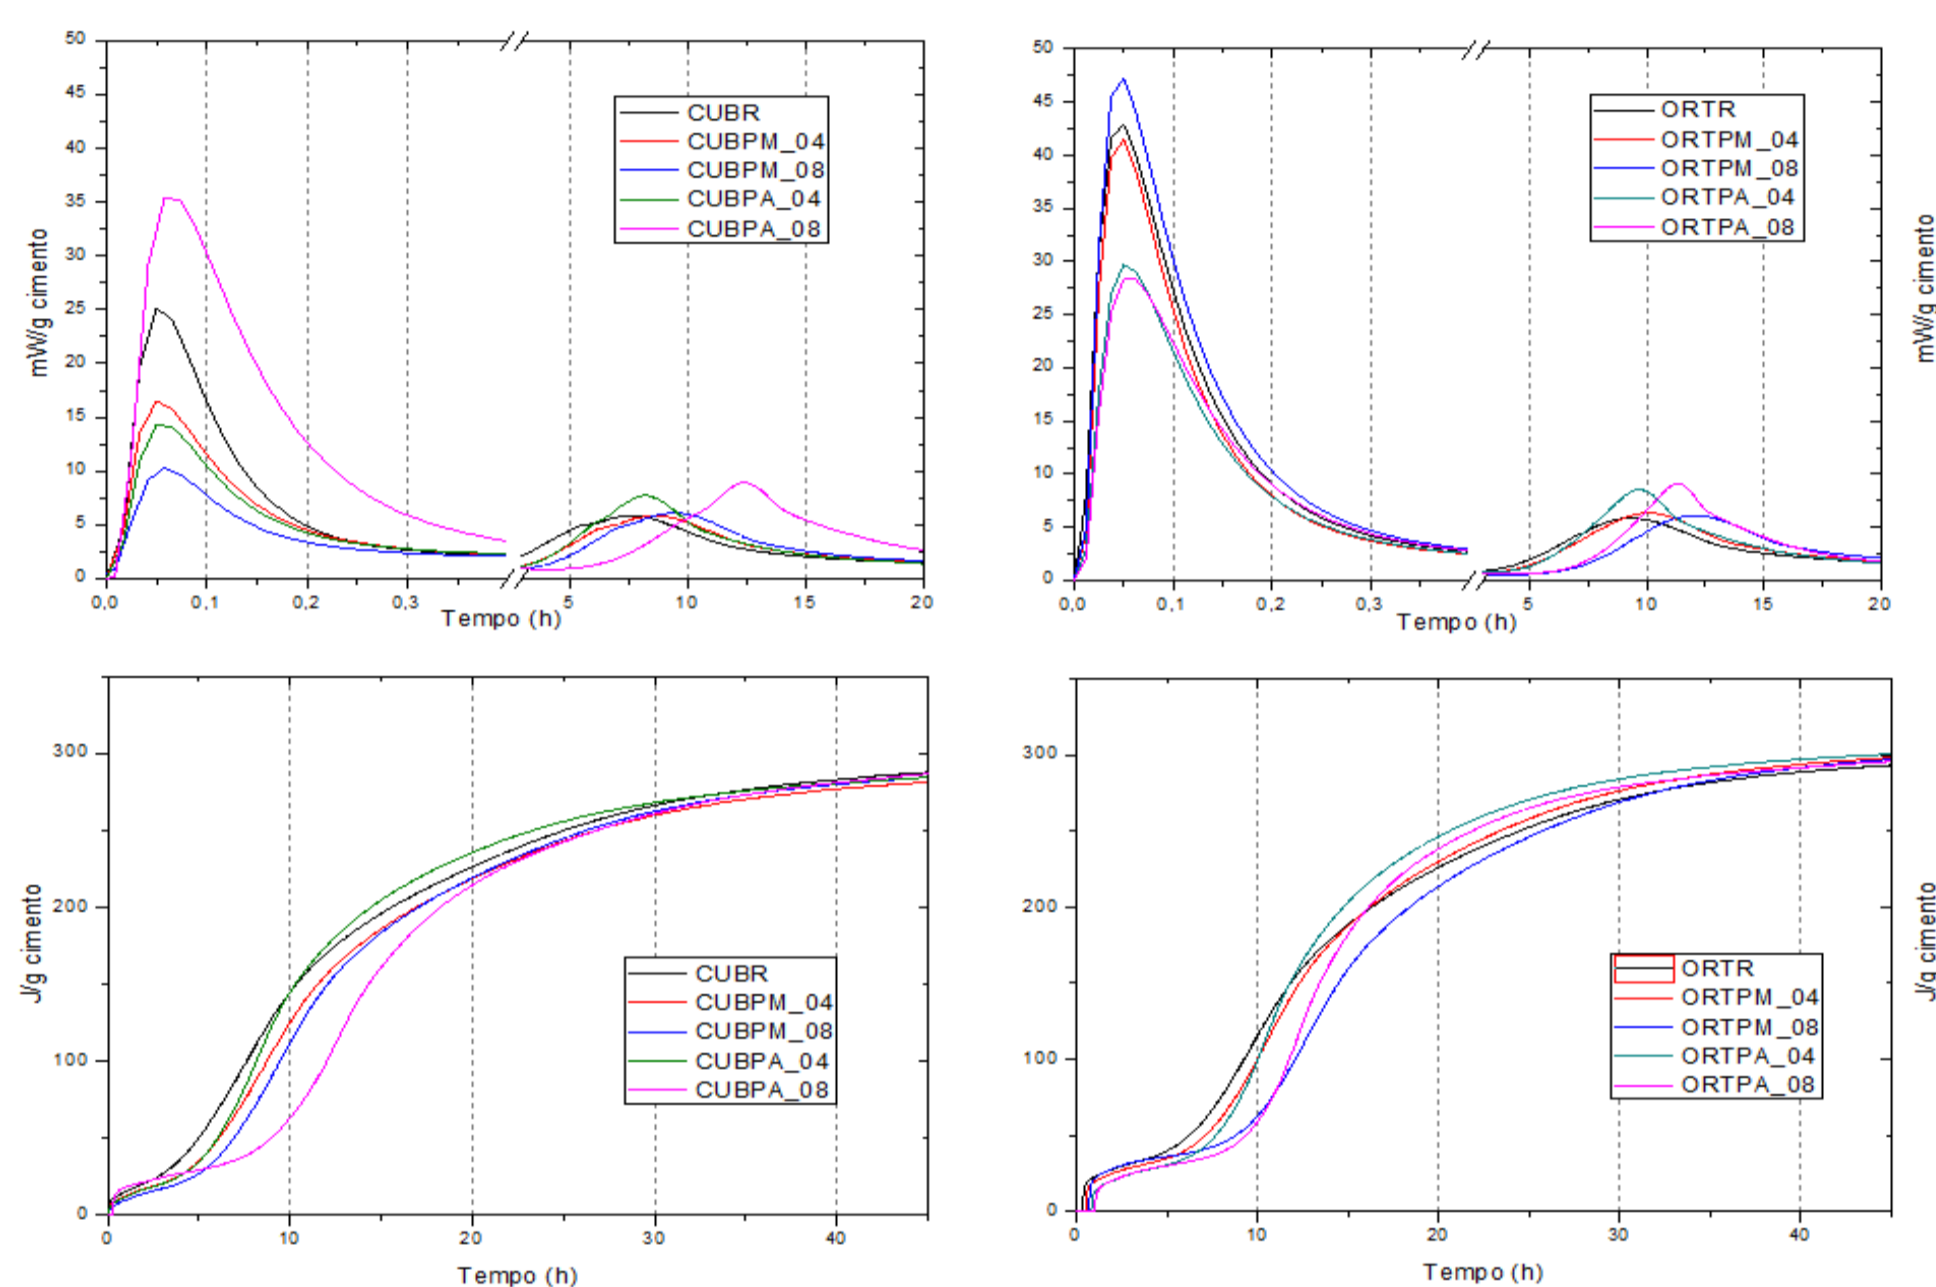 50
45
40
35
30
25
20
15
10
5
0
mW/g cimento
CUBR
CUBPM_04
CUBPM_08
CUBPA_04
CUBPA_08
0,0 0,1 0,2 0,3 5 10 15 20
Tempo (h)
50
45
40
35
30
25
20
15
10
5
0
ORTR
ORTPM_04
ORTPM_08
ORTPA_04
ORTPA_08
mW/g cimento
0,0 0,1 0,2 0,3 5 10 15 20
Tempo (h)
300
200
100
0
J/g cimento
CUBR
CUBPM_04
CUBPM_08
CUBPA_04
CUBPA_08
0 10 20 30 40
Tempo (h)
300
200
100
0
ORTR
ORTPM_04
ORTPM_08
ORTPA_04
ORTPA_08
J/g cimento
0 10 20 30 40
Tempo (h)